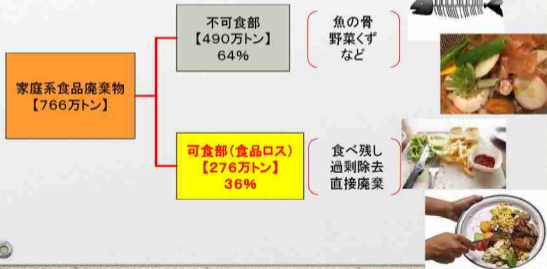 家庭系食品廃棄物
【766万トン】
不可食部
【490万トン】
64%
魚の骨
野菜くず
など
可食部(食品ロス)
【276万トン】
36%
食べ残し
過剰除去
直接廃棄